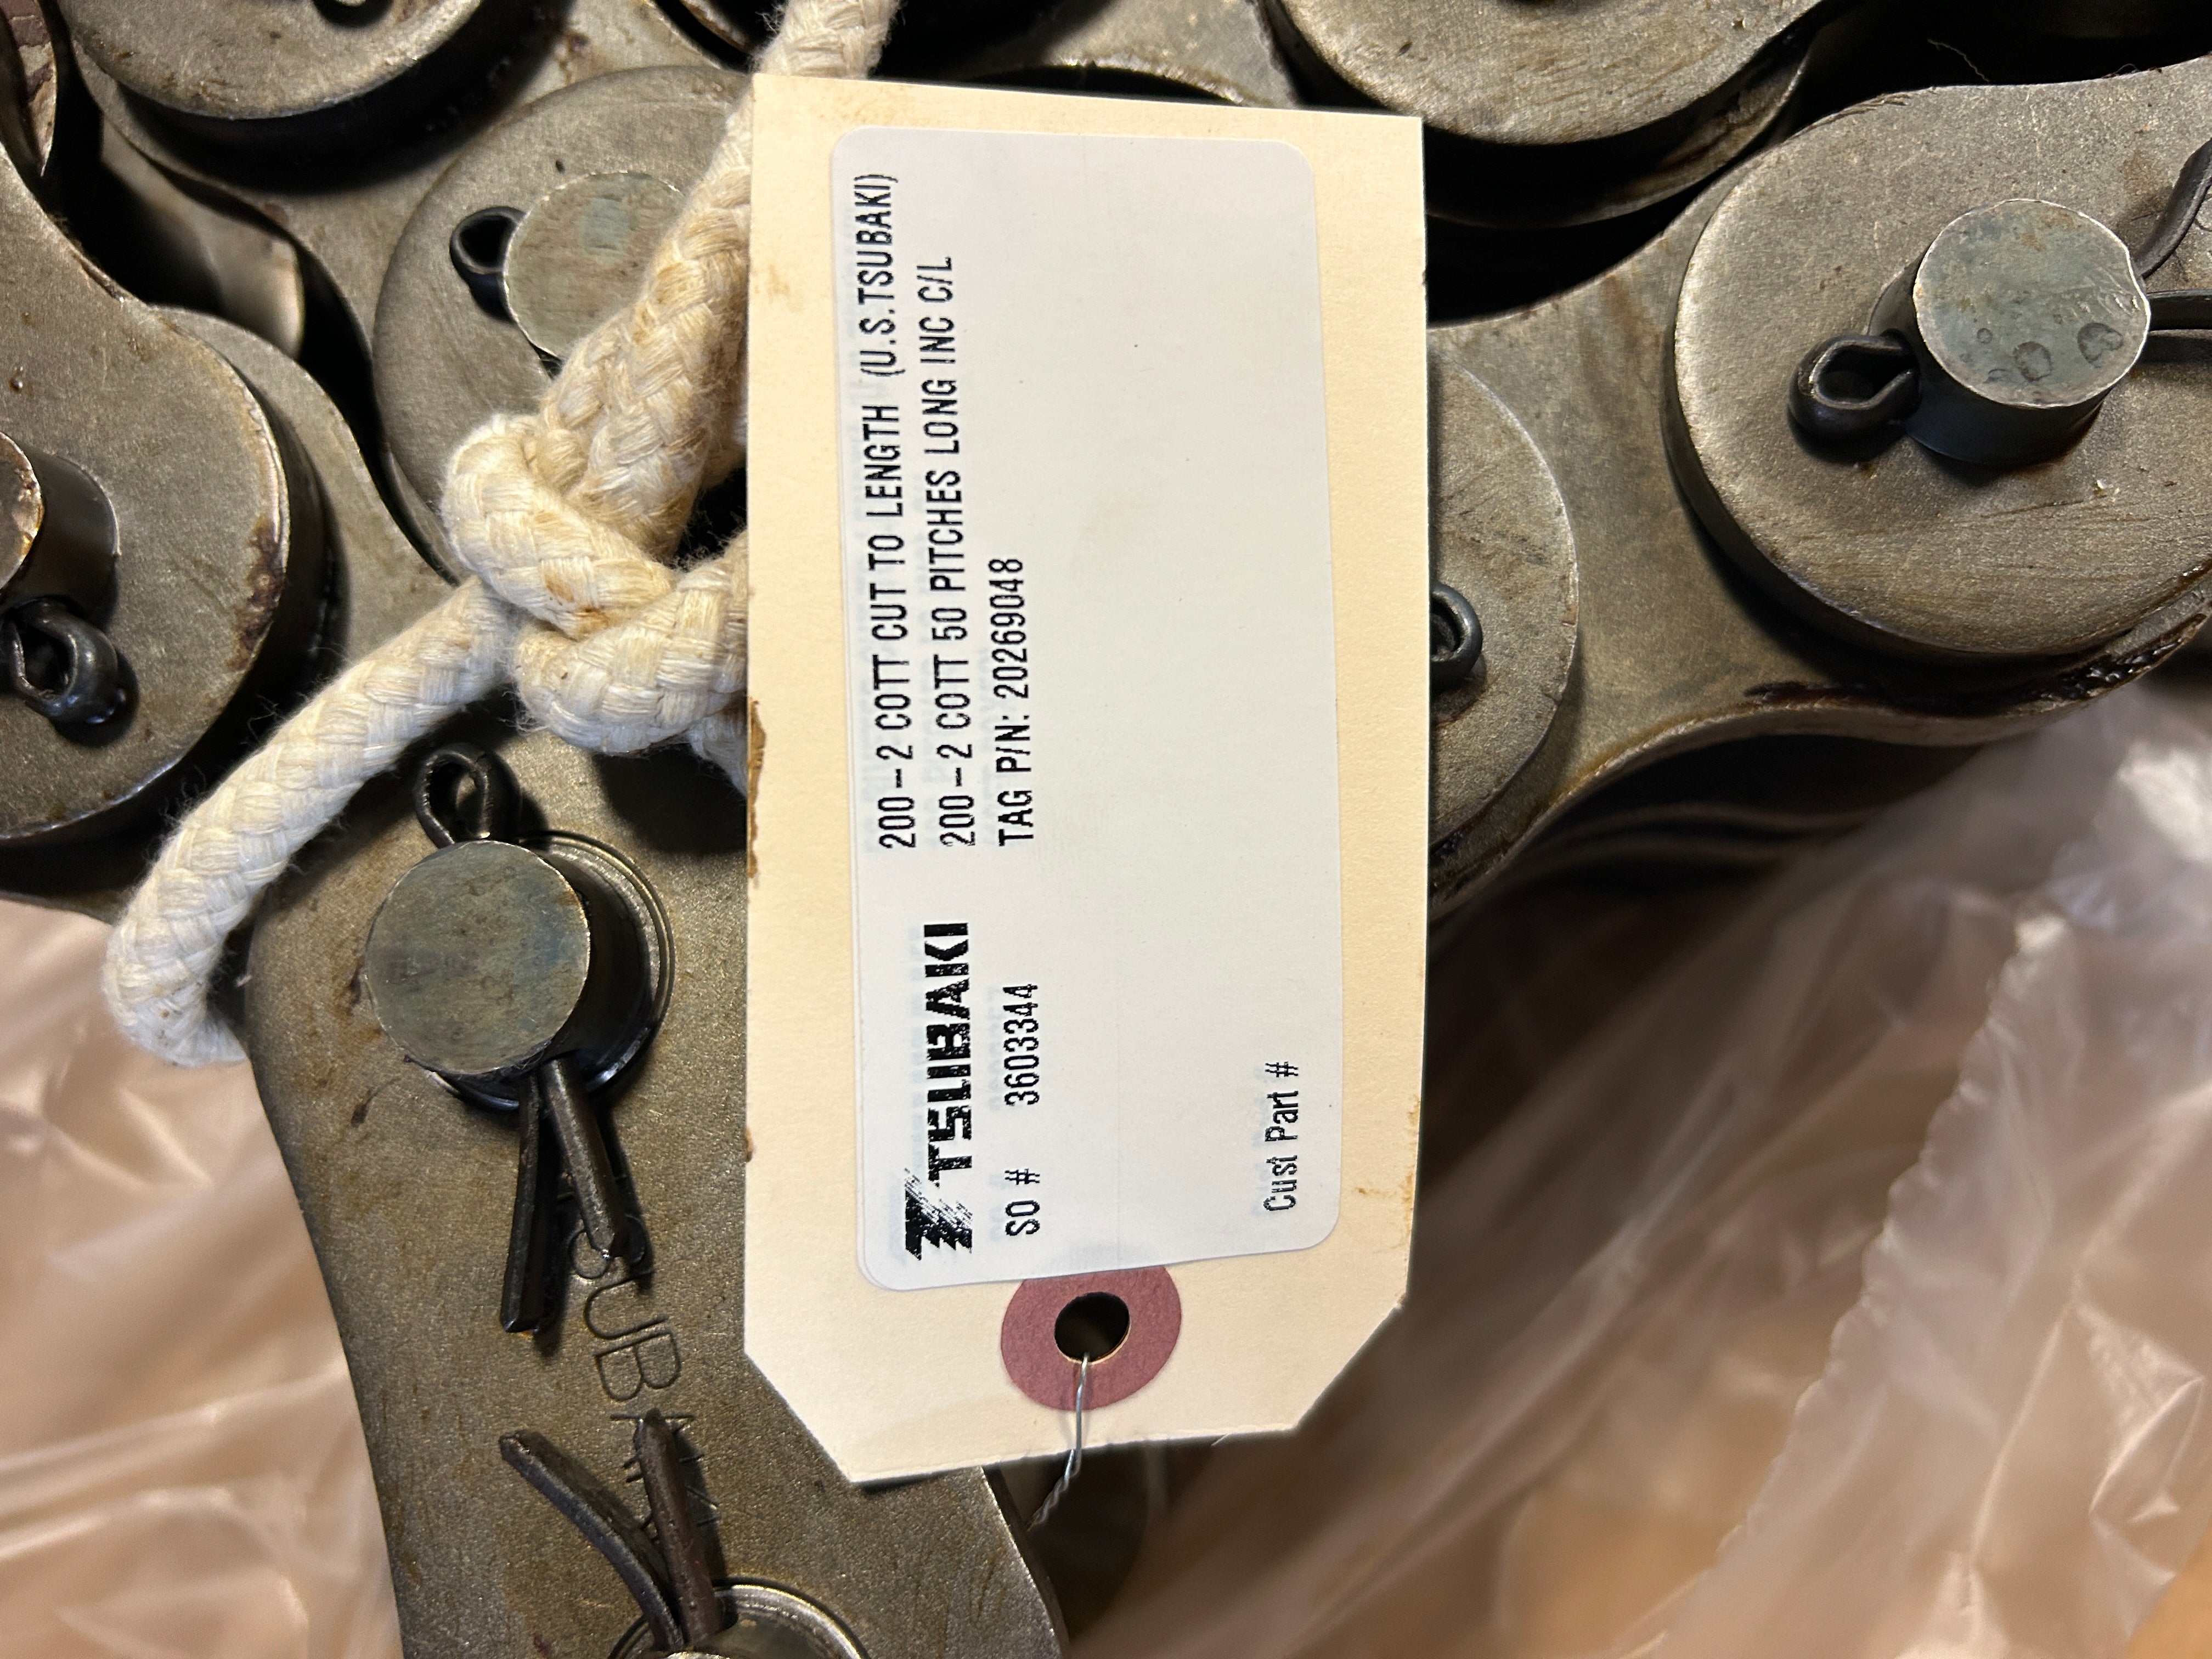 200-2 COTT CUT TO LENGTH (U.S.TSUBAKI)
200-2 COTT 50 PITCHES LONG INC C/L
TAG P/N: 20269048
TSUBAKI
SO # 3603344
Cust Part #
TSUBAKI